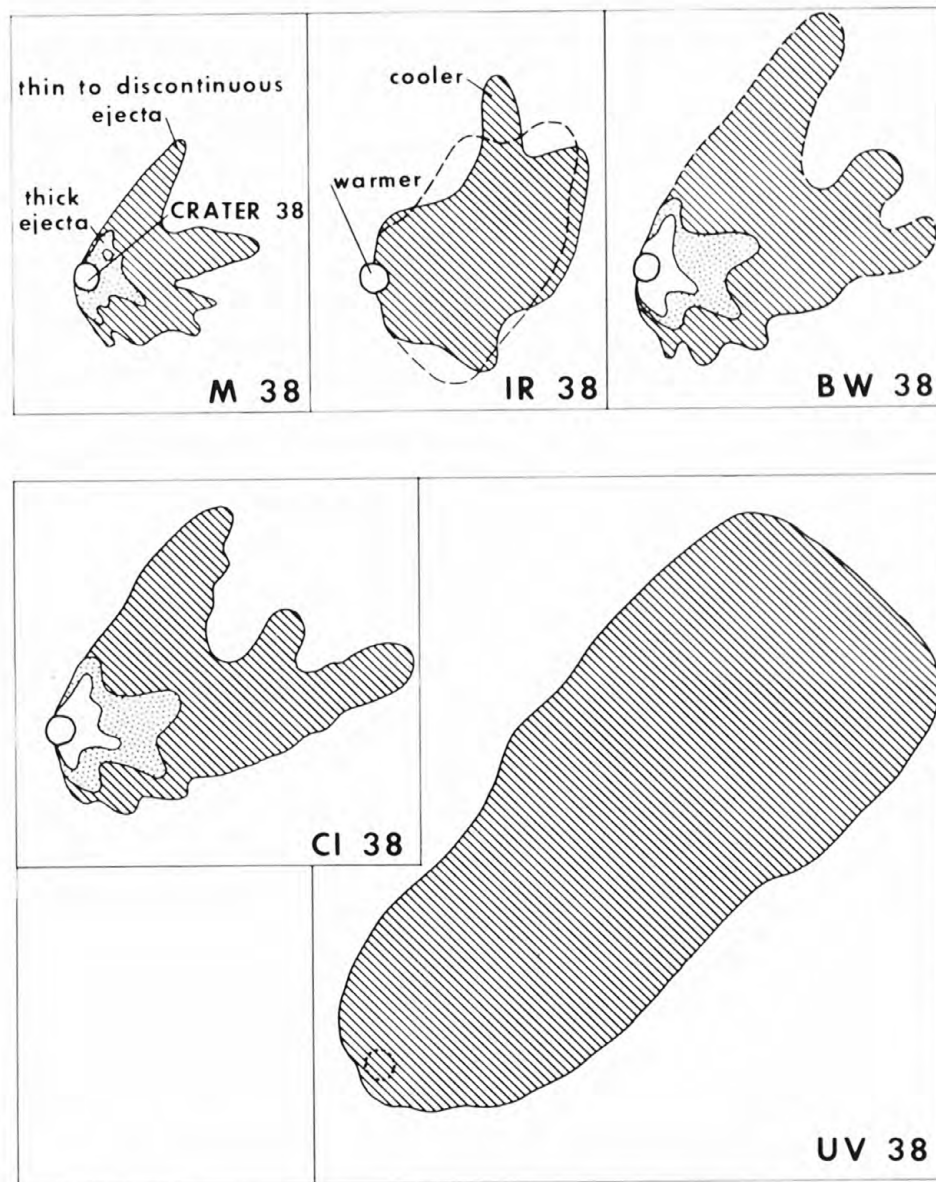 thin to discontinuous
ejecta
thick
ejecta
CRATER 38
M 38
cooler
warmer
IR 38
BW 38
CI 38
UV 38